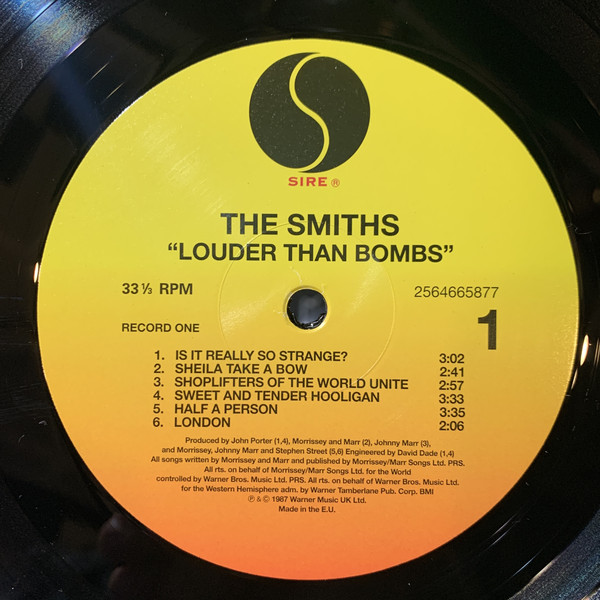 SIRE ®
THE SMITHS
“LOUDER THAN BOMBS”
33 ⅓ RPM
2564665877
RECORD ONE
1
1. IS IT REALLY SO STRANGE? 3:02
2. SHEILA TAKE A BOW 2:41
3. SHOPLIFTERS OF THE WORLD UNITE 2:57
4. SWEET AND TENDER HOOLIGAN 3:33
5. HALF A PERSON 3:35
6. LONDON 2:06
Produced by John Porter (1,4), Morrissey and Marr (2), Johnny Marr (3),
and Morrissey, Johnny Marr and Stephen Street (5,6) Engineered by David Dade (1,4)
All songs written by Morrissey and Marr and published by Morrissey/Marr Songs Ltd. PRS.
All rts. on behalf of Morrissey/Marr Songs Ltd. for the World
controlled by Warner Bros. Music Ltd. PRS. All rts. on behalf of Warner Bros. Music Ltd.
for the Western Hemisphere adm. by Warner Tamberlane Pub. Corp. BMI
℗ & © 1987 Warner Music UK Ltd.
Made in the E.U.